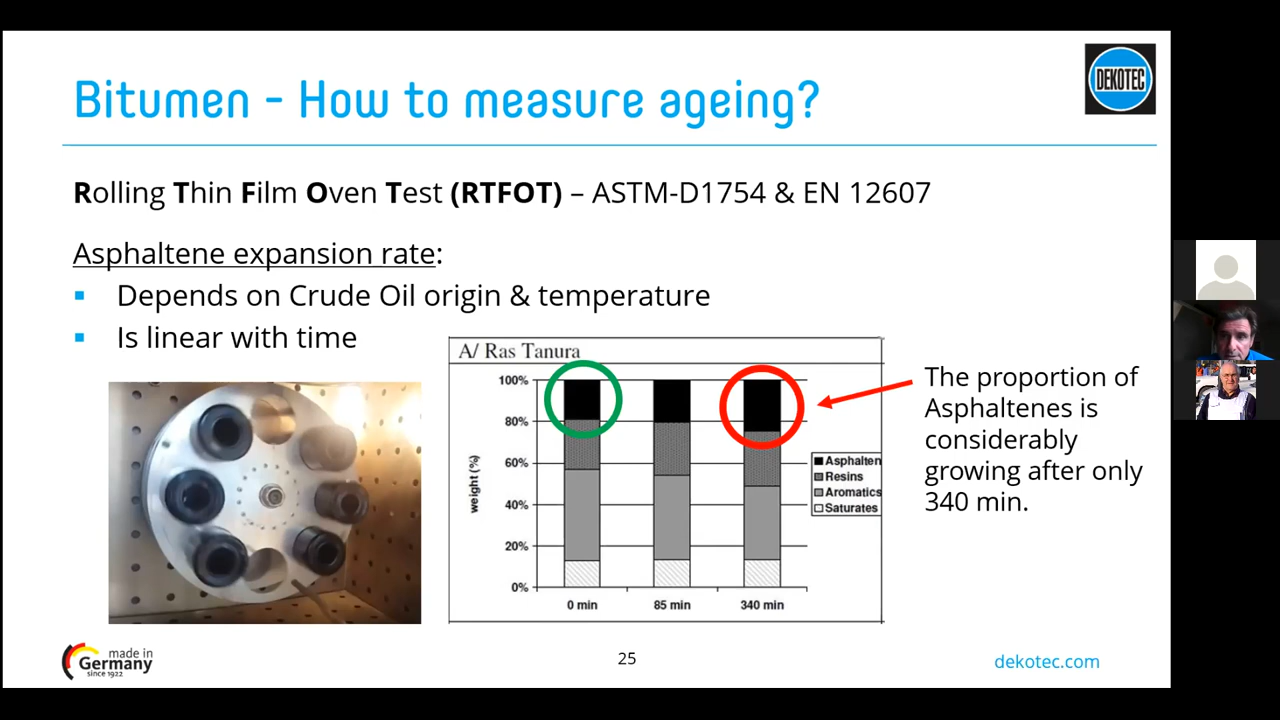 Bitumen - How to measure ageing?
DEKOTEC
Rolling Thin Film Oven Test (RTFOT) – ASTM-D1754 & EN 12607
Asphaltene expansion rate:
Depends on Crude Oil origin & temperature
Is linear with time
A/ Ras Tanura
100%
80%
60%
40%
20%
0%
weight (%)
0 min
85 min
340 min
Asphalten
Resins
Aromatics
Saturates
The proportion of
Asphaltenes is
considerably
growing after only
340 min.
made in
Germany
since 1922
25
dekotec.com